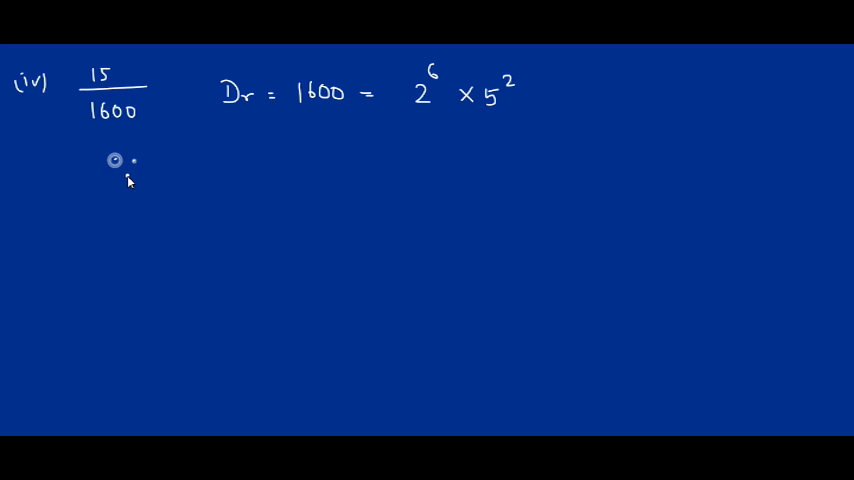 (iv) 15/1600 Dr = 1600 = 2^6 × 5^2
∴